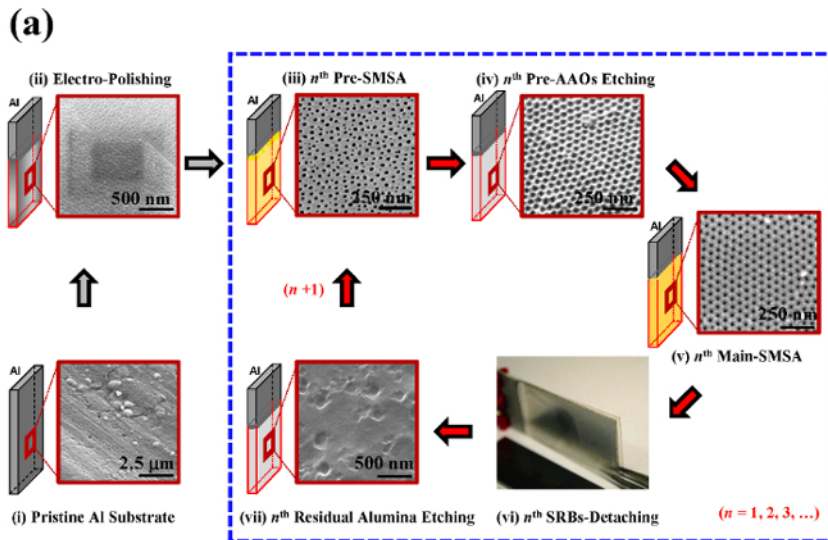 (a)
(ii) Electro-Polishing
Al
500 nm
(iii) nth Pre-SMSA
Al
250 nm
(iv) nth Pre-AAOs Etching
Al
250 nm
Al
250 nm
(v) nth Main-SMSA
(n +1)
Al
2.5 μm
(i) Pristine Al Substrate
Al
500 nm
(vii) nth Residual Alumina Etching
(vi) nth SRBs-Detaching
(n = 1, 2, 3, ...)